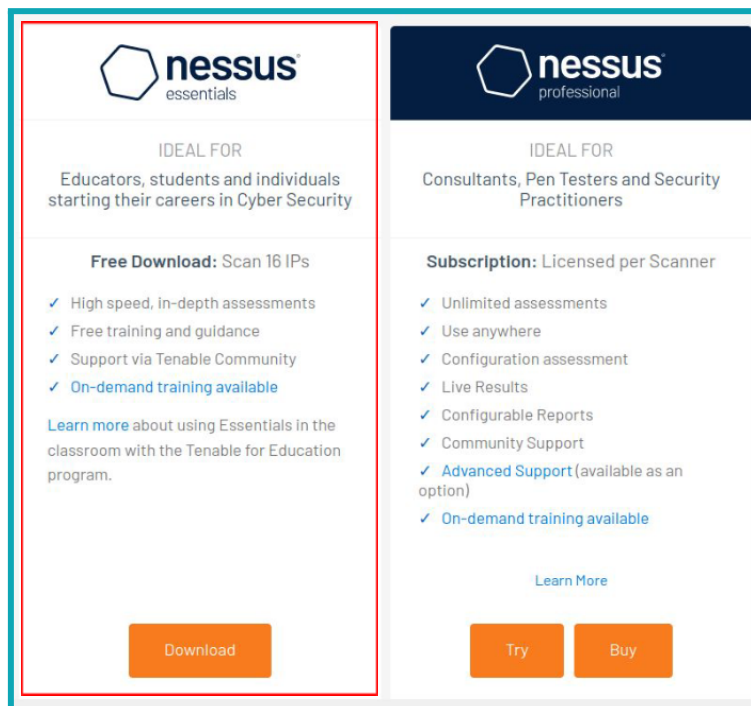 nessus
essentials
IDEAL FOR
Educators, students and individuals
starting their careers in Cyber Security
Free Download: Scan 16 IPs
✓ High speed, in-depth assessments
✓ Free training and guidance
✓ Support via Tenable Community
✓ On-demand training available
Learn more about using Essentials in the
classroom with the Tenable for Education
program.
Download
nessus
professional
IDEAL FOR
Consultants, Pen Testers and Security
Practitioners
Subscription: Licensed per Scanner
✓ Unlimited assessments
✓ Use anywhere
✓ Configuration assessment
✓ Live Results
✓ Configurable Reports
✓ Community Support
✓ Advanced Support (available as an
option)
✓ On-demand training available
Learn More
Try
Buy